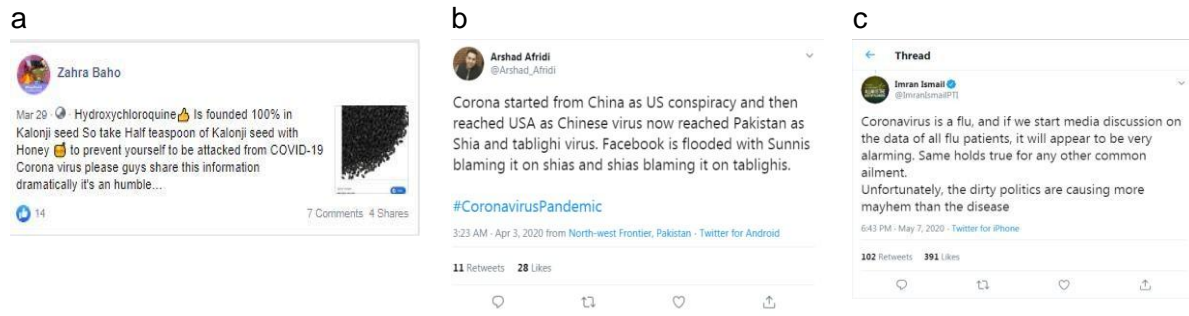 a
Zahra Baho
Mar 29 · Hydroxychloroquine👍 Is founded 100% in
Kalonji seed So take Half teaspoon of Kalonji seed with
Honey 🍯 to prevent yourself to be attacked from COVID-19
Corona virus please guys share this information
dramatically it's an humble...
14
7 Comments 4 Shares
b
Arshad Afridi
@Arshad_Afridi
Corona started from China as US conspiracy and then
reached USA as Chinese virus now reached Pakistan as
Shia and tablighi virus. Facebook is flooded with Sunnis
blaming it on shias and shias blaming it on tablighis.
#CoronavirusPandemic
3:23 AM · Apr 3, 2020 from North-west Frontier, Pakistan · Twitter for Android
11 Retweets 28 Likes
c
Thread
Imran Ismail
@ImranIsmailPTI
Coronavirus is a flu, and if we start media discussion on
the data of all flu patients, it will appear to be very
alarming. Same holds true for any other common
ailment.
Unfortunately, the dirty politics are causing more
mayhem than the disease
6:43 PM · May 7, 2020 · Twitter for iPhone
102 Retweets 391 Likes